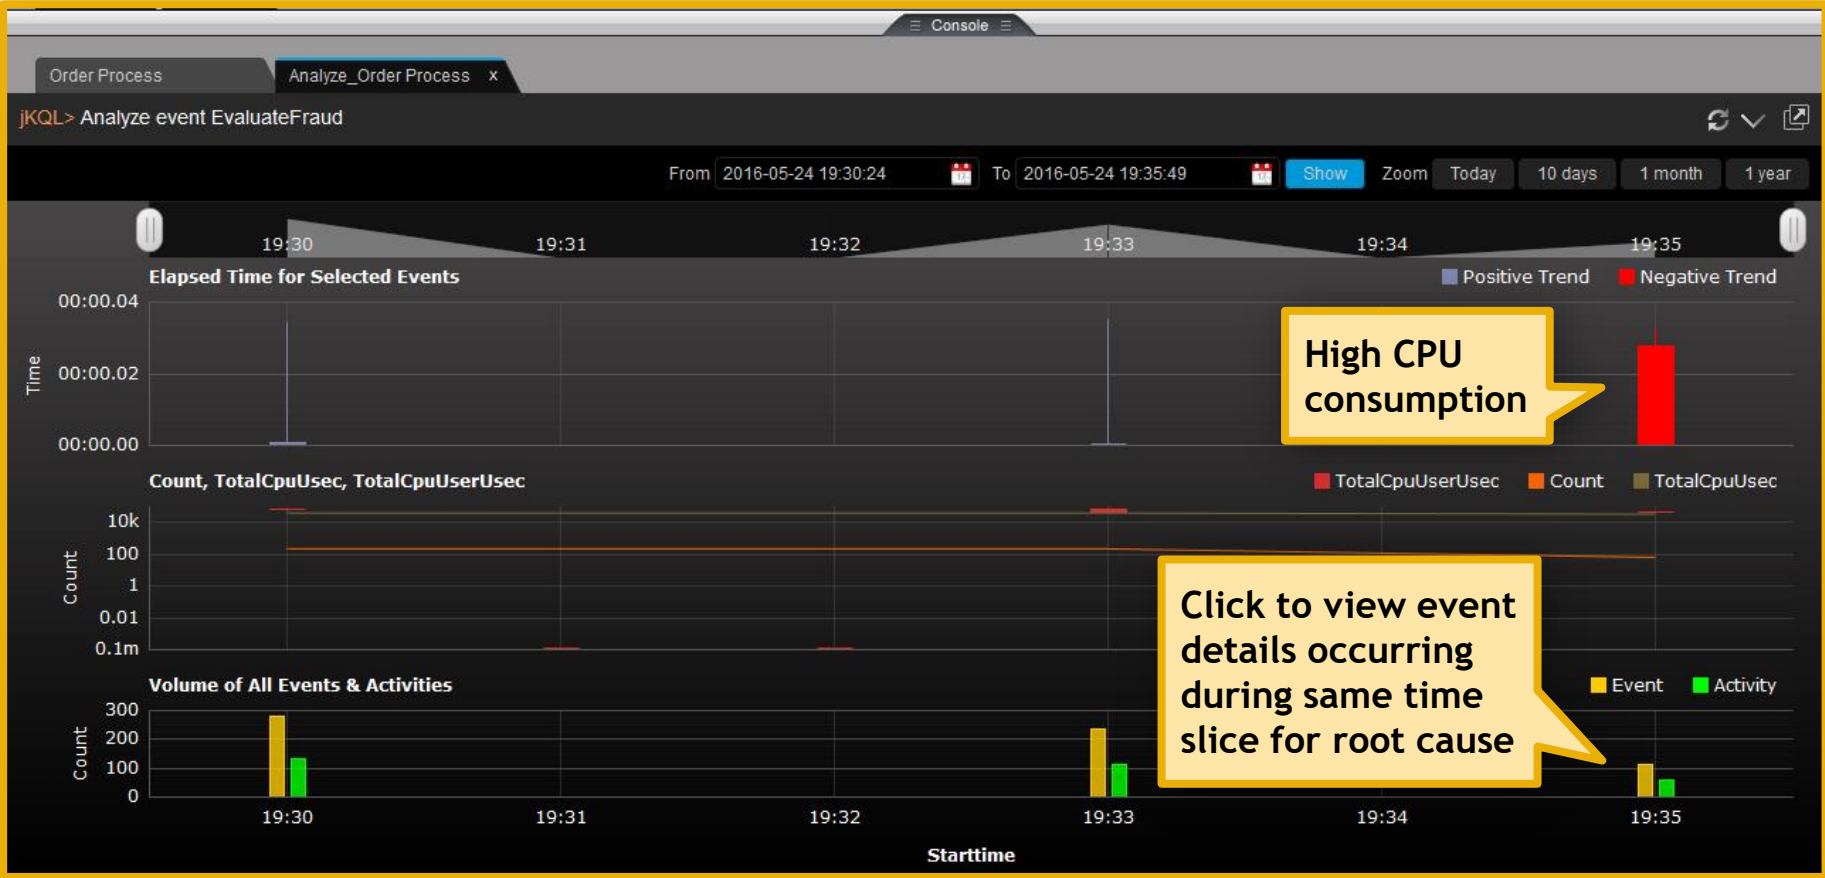 Console
Order Process
Analyze_Order Process x
jKQL> Analyze event EvaluateFraud
From 2016-05-24 19:30:24 To 2016-05-24 19:35:49 Show Zoom Today 10 days 1 month 1 year
19:30 19:31 19:32 19:33 19:34 19:35
Elapsed Time for Selected Events
Positive Trend Negative Trend
Time
00:00.04
00:00.02
00:00.00
High CPU
consumption
Count, TotalCpuUsec, TotalCpuUserUsec
TotalCpuUserUsec Count TotalCpuUsec
Count
10k
100
1
0.01
0.1m
Click to view event
details occurring
during same time
slice for root cause
Volume of All Events & Activities
Event Activity
Count
300
200
100
0
19:30 19:31 19:32 19:33 19:34 19:35
Starttime